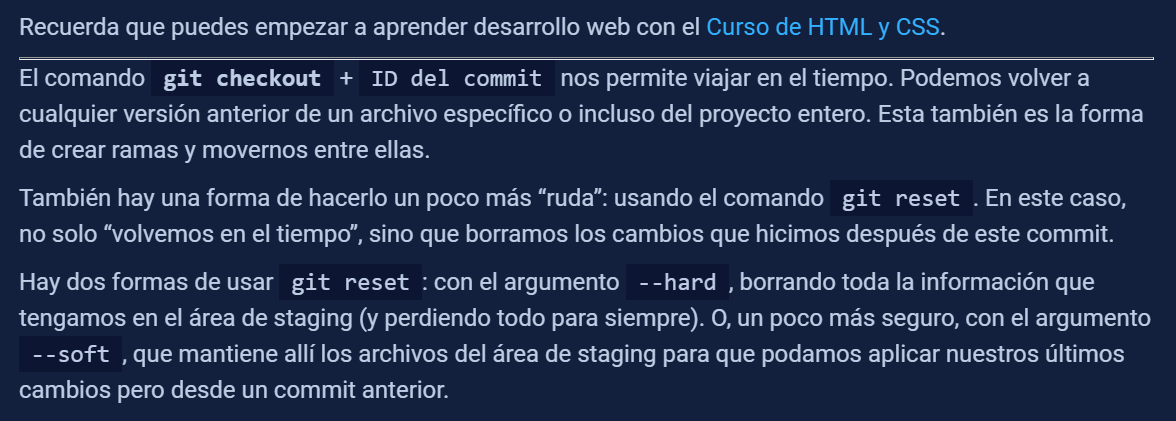 Recuerda que puedes empezar a aprender desarrollo web con el Curso de HTML y CSS.
El comando git checkout + ID del commit nos permite viajar en el tiempo. Podemos volver a
cualquier versión anterior de un archivo específico o incluso del proyecto entero. Esta también es la forma
de crear ramas y movernos entre ellas.
También hay una forma de hacerlo un poco más “ruda”: usando el comando git reset. En este caso,
no solo “volvemos en el tiempo”, sino que borramos los cambios que hicimos después de este commit.
Hay dos formas de usar git reset: con el argumento --hard, borrando toda la información que
tengamos en el área de staging (y perdiendo todo para siempre). O, un poco más seguro, con el argumento
--soft, que mantiene allí los archivos del área de staging para que podamos aplicar nuestros últimos
cambios pero desde un commit anterior.